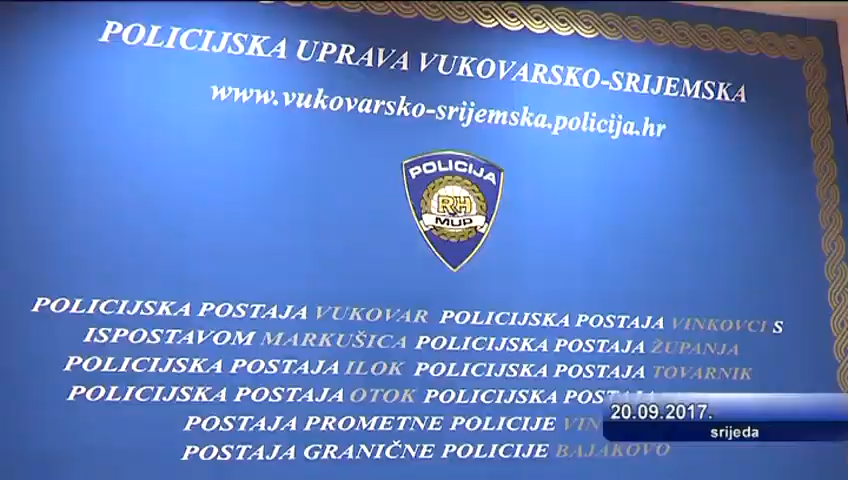 POLICIJSKA UPRAVA VUKOVARSKO-SRIJEMSKA
www.vukovarsko-srijemska.policija.hr
POLICIJA
RH
MUP
POLICIJSKA POSTAJA VUKOVAR POLICIJSKA POSTAJA VINKOVCI S
ISPOSTAVOM MARKUŠICA POLICIJSKA POSTAJA ŽUPANJA
POLICIJSKA POSTAJA ILOK POLICIJSKA POSTAJA TOVARNIK
POLICIJSKA POSTAJA OTOK POLICIJSKA POSTAJA
POSTAJA PROMETNE POLICIJE
POSTAJA GRANIČNE POLICIJE BAJAKOVO
20.09.2017.
srijeda